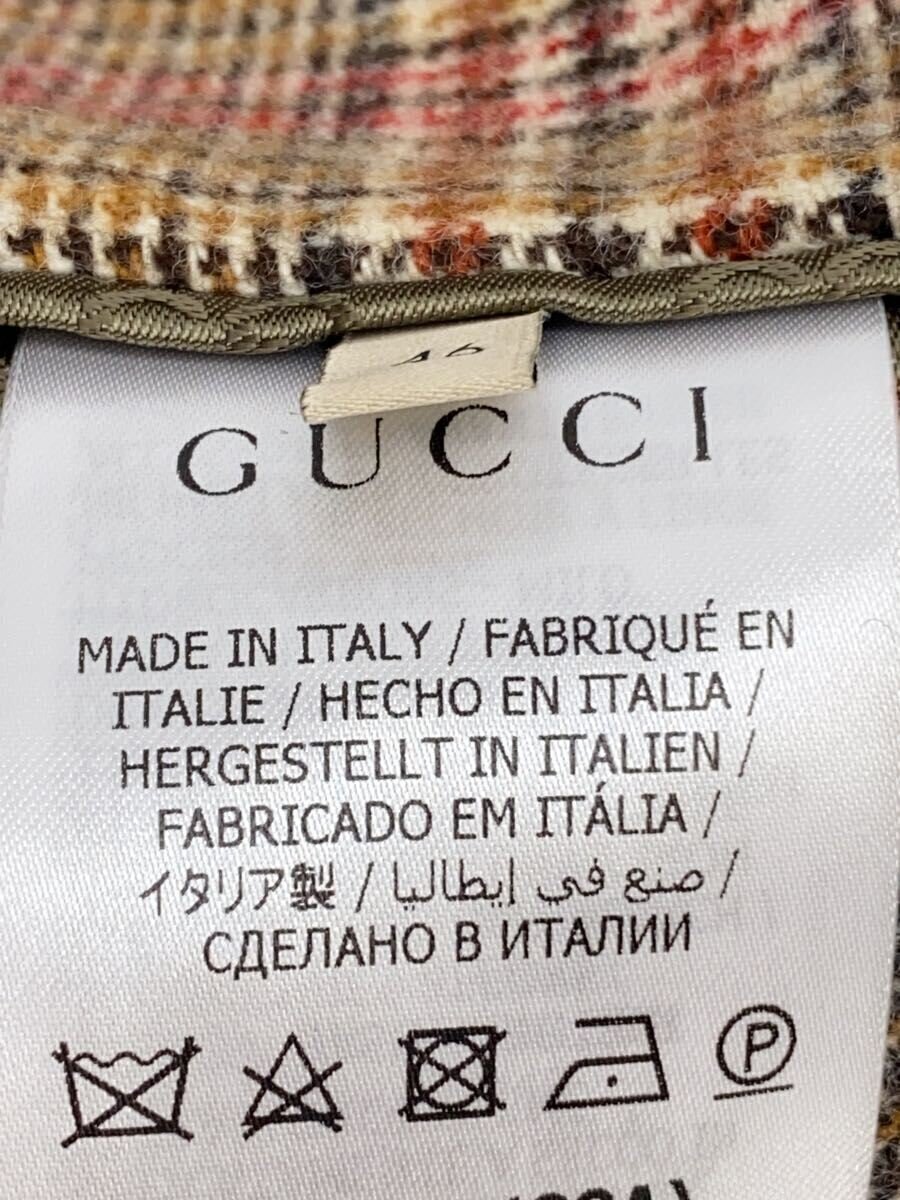 46
GUCCI
MADE IN ITALY / FABRIQUÉ EN
ITALIE / HECHO EN ITALIA /
HERGESTELLT IN ITALIEN /
FABRICADO EM ITÁLIA /
イタリア製 / صنع في إيطاليا /
СДЕЛАНО В ИТАЛИИ
P